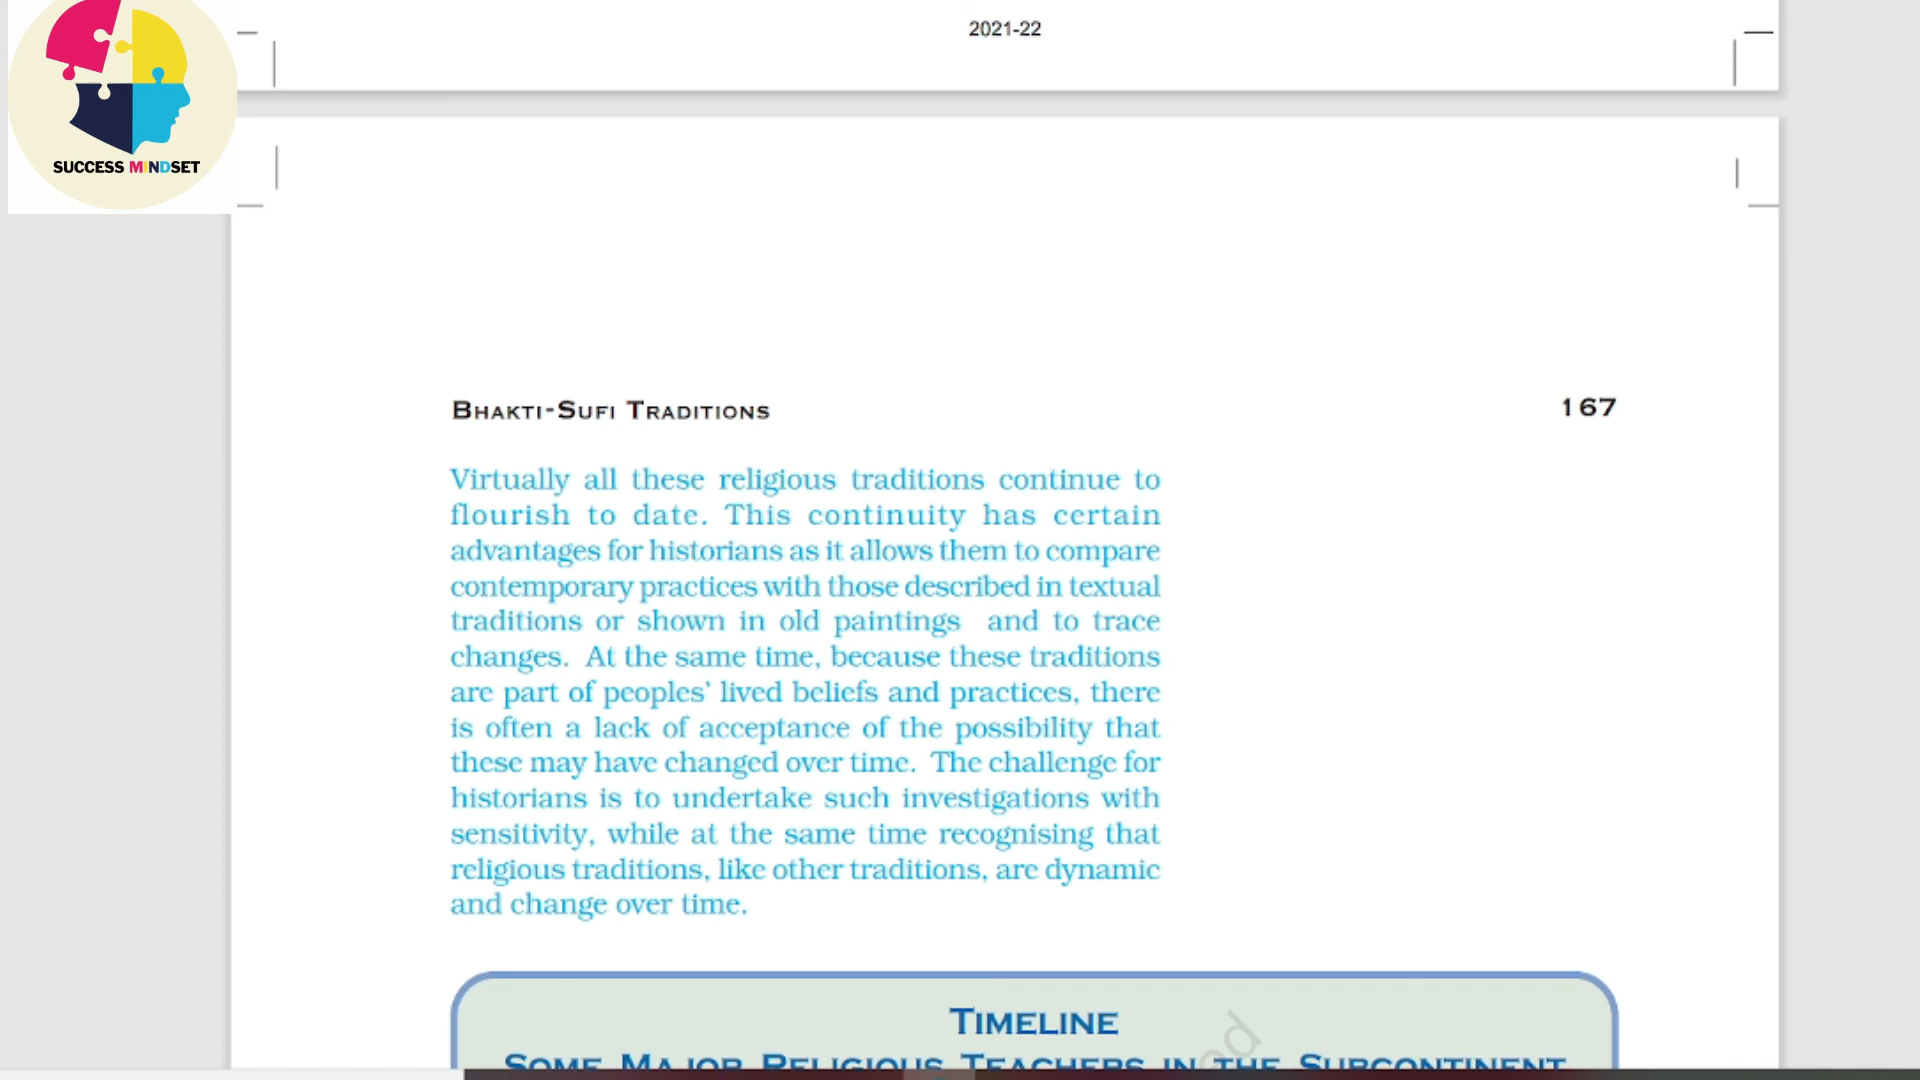 2021-22
SUCCESS MINDSET
BHAKTI-SUFI TRADITIONS
167
Virtually all these religious traditions continue to
flourish to date. This continuity has certain
advantages for historians as it allows them to compare
contemporary practices with those described in textual
traditions or shown in old paintings and to trace
changes. At the same time, because these traditions
are part of peoples' lived beliefs and practices, there
is often a lack of acceptance of the possibility that
these may have changed over time. The challenge for
historians is to undertake such investigations with
sensitivity, while at the same time recognising that
religious traditions, like other traditions, are dynamic
and change over time.
TIMELINE
SOME MAJOR RELIGIOUS TEACHERS IN THE SUBCONTINENT